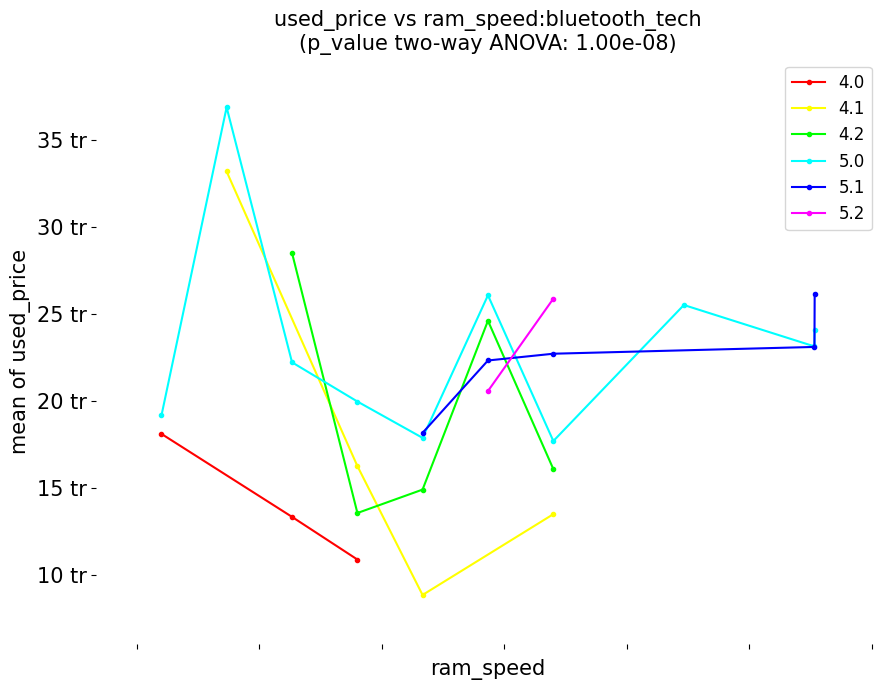 used_price vs ram_speed:bluetooth_tech
(p_value two-way ANOVA: 1.00e-08)
4.0
4.1
4.2
5.0
5.1
5.2
35 tr
30 tr
25 tr
20 tr
15 tr
10 tr
mean of used_price
ram_speed